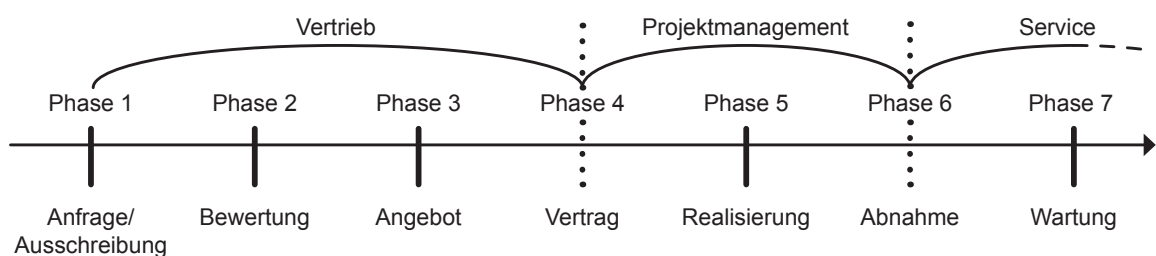 Vertrieb Projektmanagement Service
Phase 1 Phase 2 Phase 3 Phase 4 Phase 5 Phase 6 Phase 7
Anfrage/ Bewertung Angebot Vertrag Realisierung Abnahme Wartung
Ausschreibung